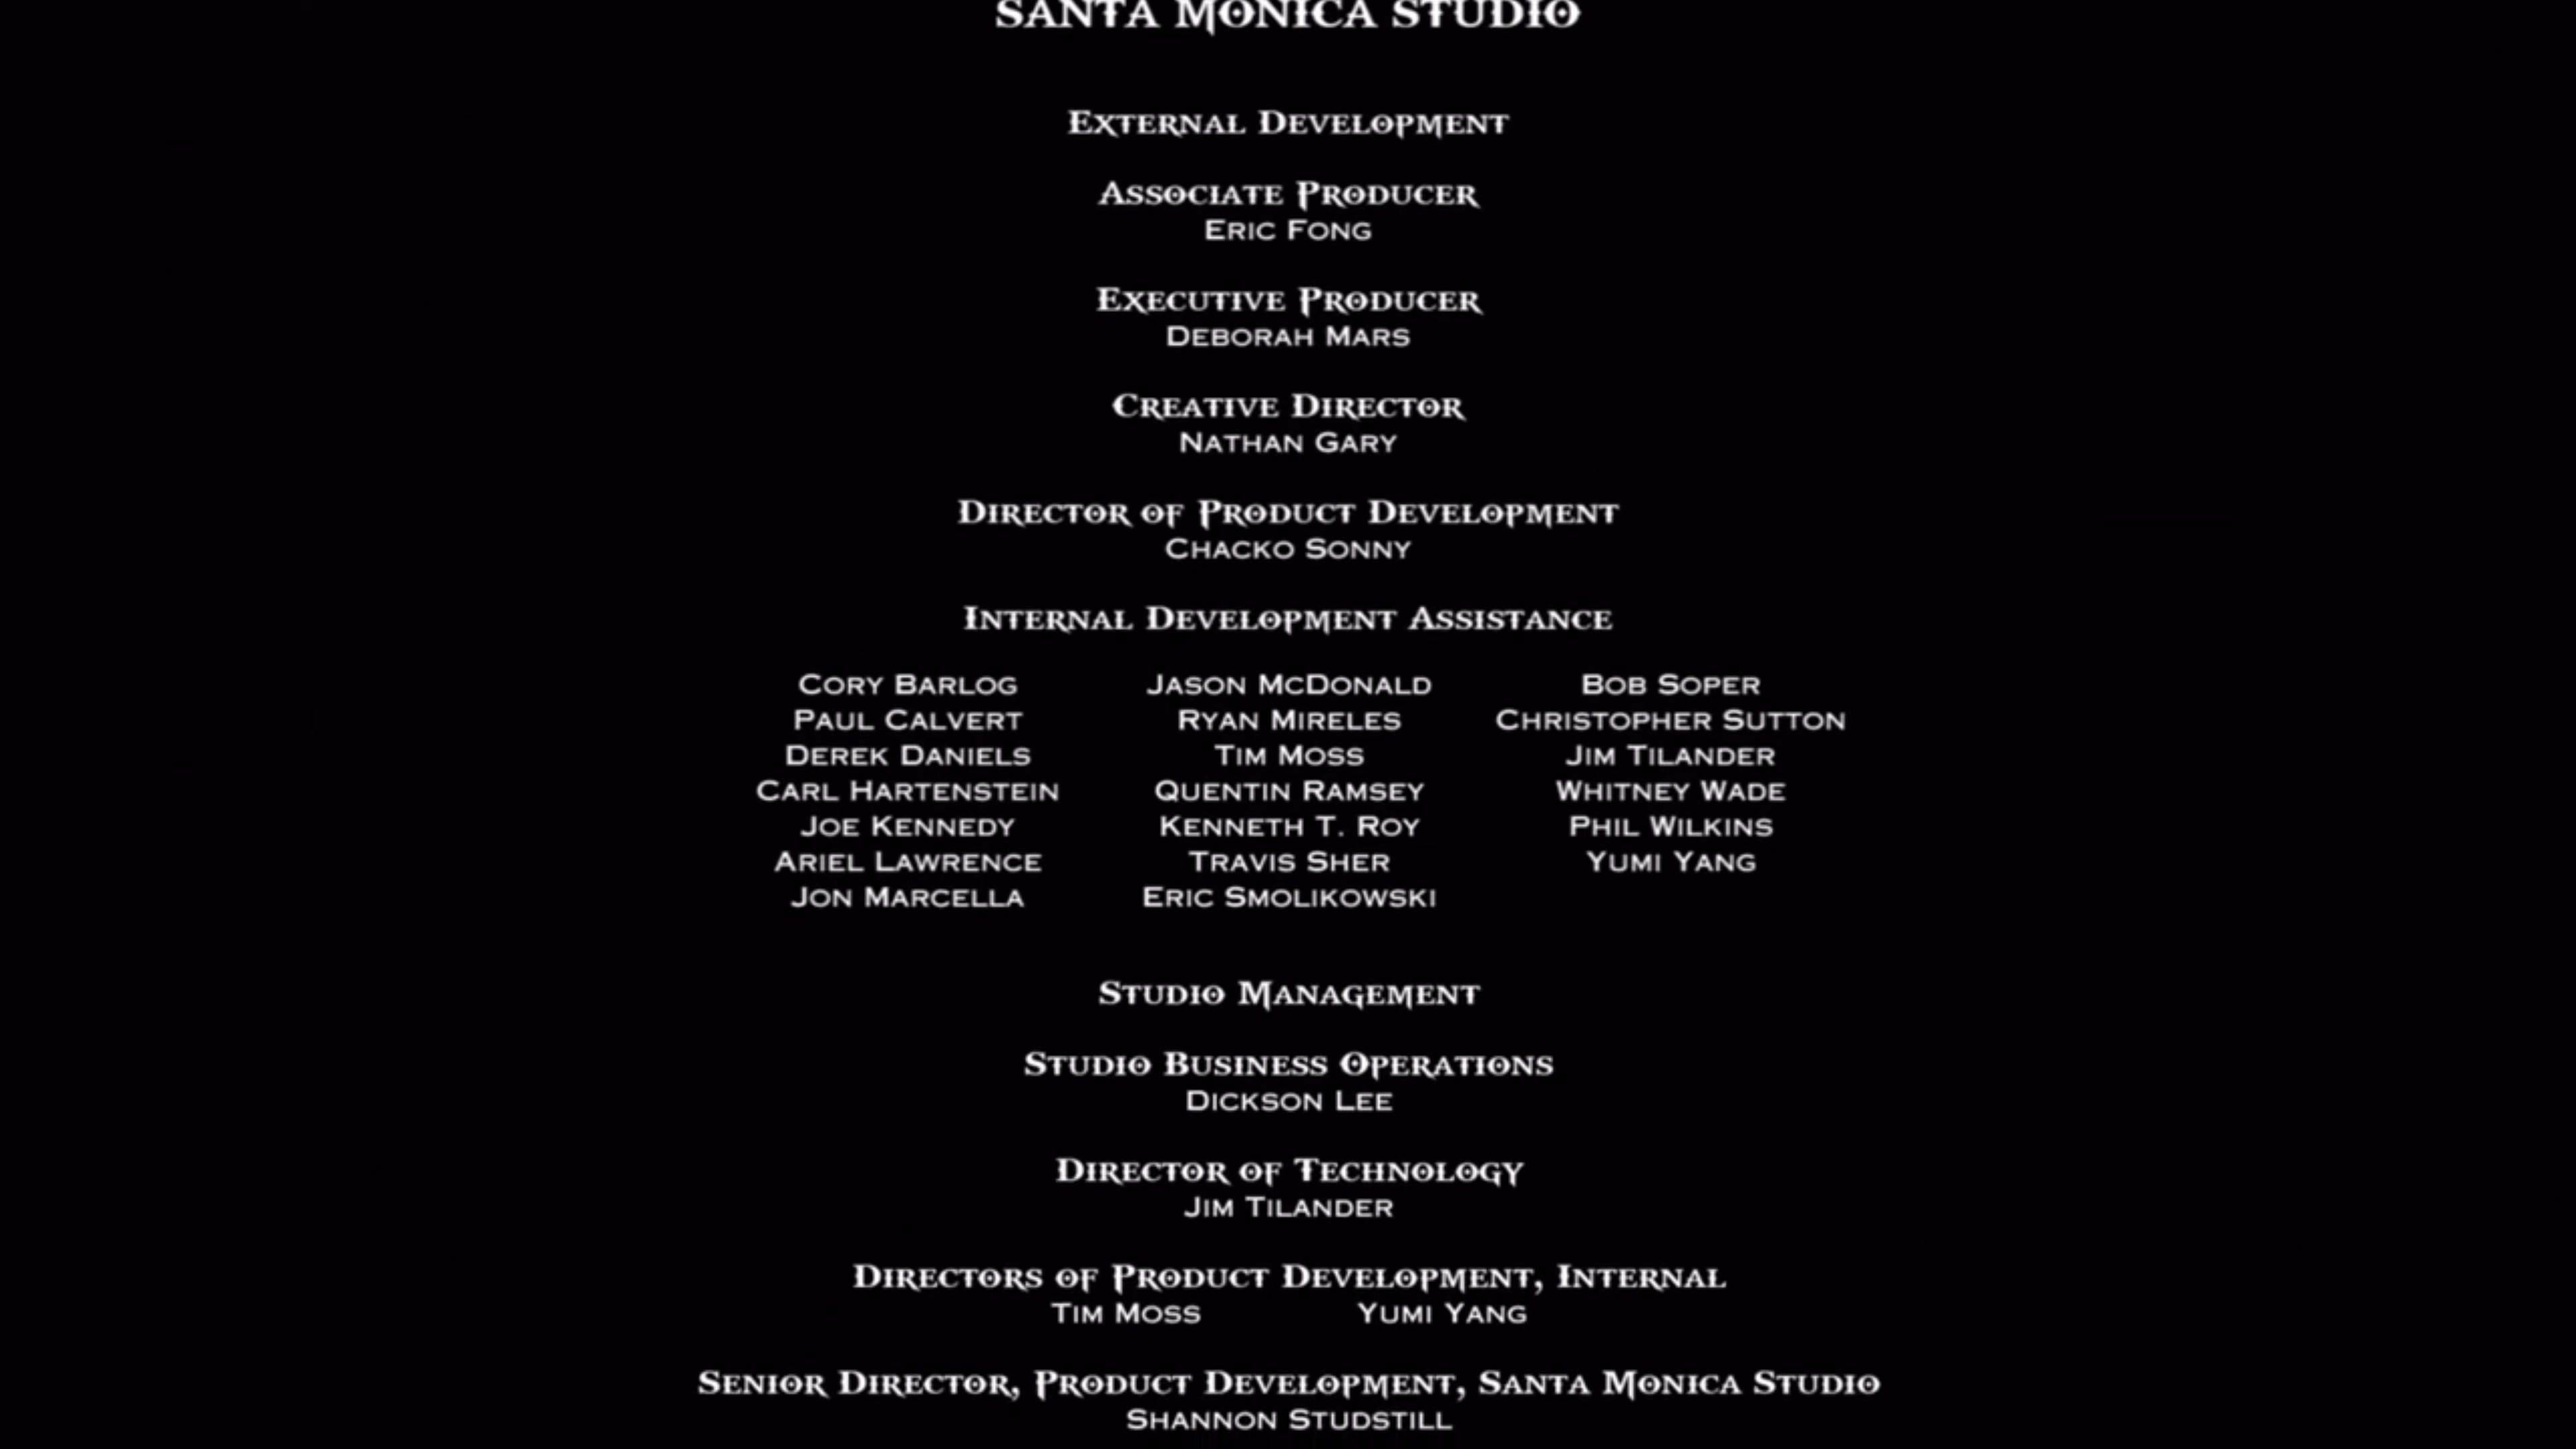 SANTA MONICA STUDIO
EXTERNAL DEVELOPMENT
ASSOCIATE PRODUCER
ERIC FONG
EXECUTIVE PRODUCER
DEBORAH MARS
CREATIVE DIRECTOR
NATHAN GARY
DIRECTOR OF PRODUCT DEVELOPMENT
CHACKO SONNY
INTERNAL DEVELOPMENT ASSISTANCE
CORY BARLOG JASON MCDONALD BOB SOPER
PAUL CALVERT RYAN MIRELES CHRISTOPHER SUTTON
DEREK DANIELS TIM MOSS JIM TILANDER
CARL HARTENSTEIN QUENTIN RAMSEY WHITNEY WADE
JOE KENNEDY KENNETH T. ROY PHIL WILKINS
ARIEL LAWRENCE TRAVIS SHER YUMI YANG
JON MARCELLA ERIC SMOLIKOWSKI
STUDIO MANAGEMENT
STUDIO BUSINESS OPERATIONS
DICKSON LEE
DIRECTOR OF TECHNOLOGY
JIM TILANDER
DIRECTORS OF PRODUCT DEVELOPMENT, INTERNAL
TIM MOSS YUMI YANG
SENIOR DIRECTOR, PRODUCT DEVELOPMENT, SANTA MONICA STUDIO
SHANNON STUDSTILL